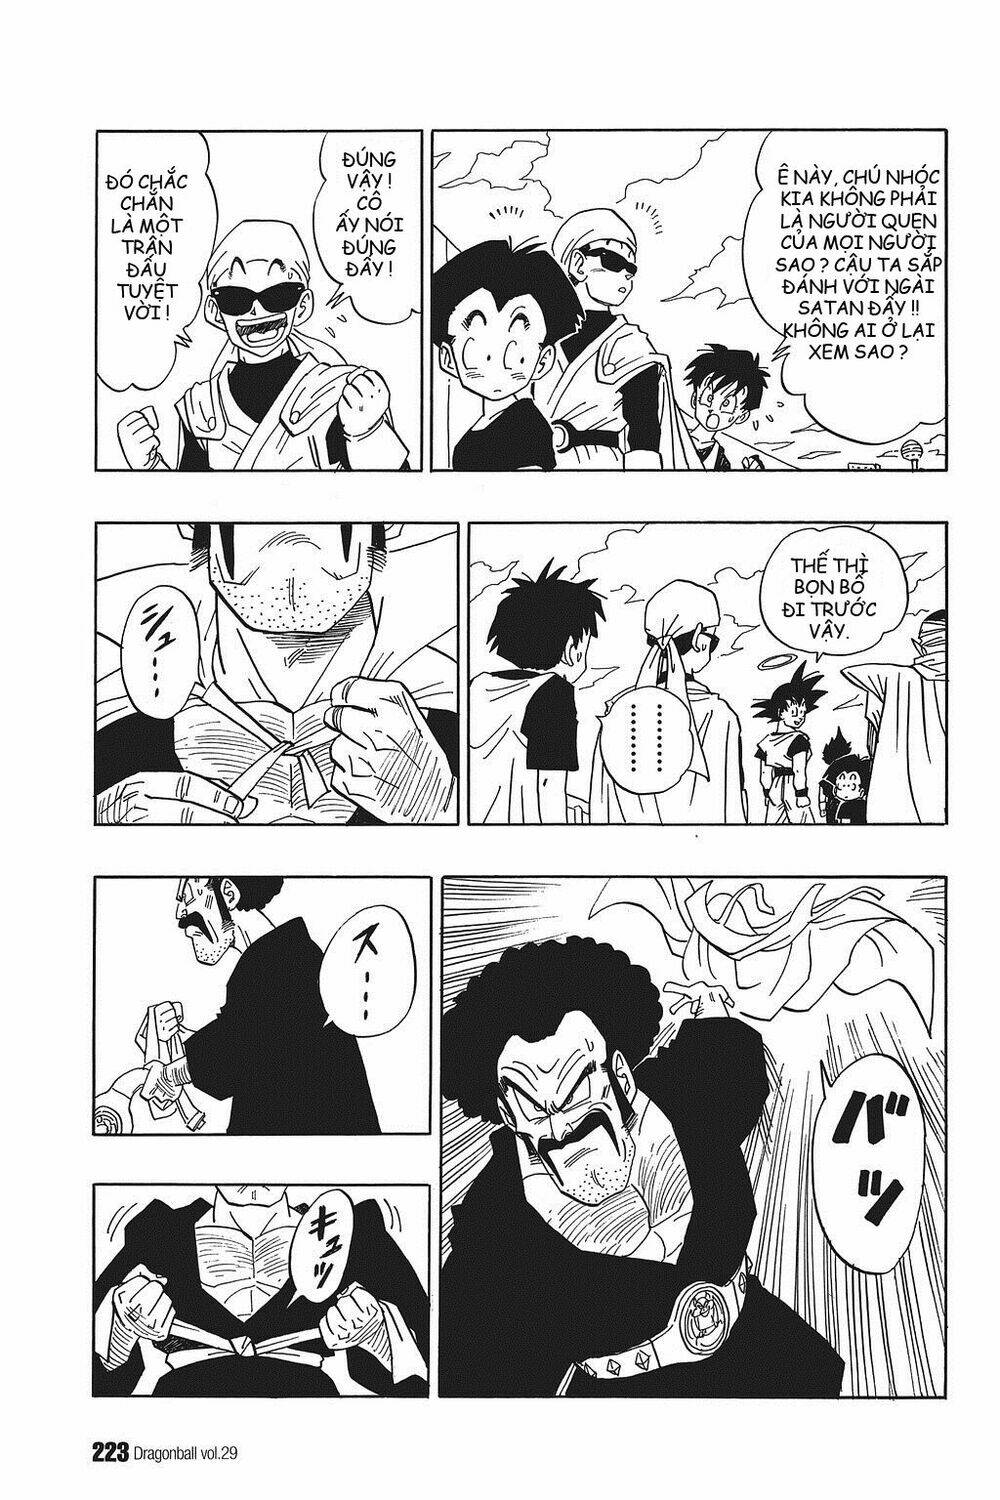 Ê NÀY, CHÚ NHÓC
KIA KHÔNG PHẢI
LÀ NGƯỜI QUEN
CỦA MỌI NGƯỜI
SAO ? CẬU TA SẮP
ĐÁNH VỚI NGÀI
SATAN ĐẤY !!
KHÔNG AI Ở LẠI
XEM SAO ?
ĐÚNG
VẬY !
CÔ
ẤY NÓI
ĐÚNG
ĐẤY !
ĐÓ CHẮC
CHẮN
LÀ MỘT
TRẬN
ĐẤU
TUYỆT
VỜI !
THẾ THÌ
BỌN BỐ
ĐI TRƯỚC
VẬY.
......
......
シュ...
バッ
ス....
キュッ
223 Dragonball vol.29